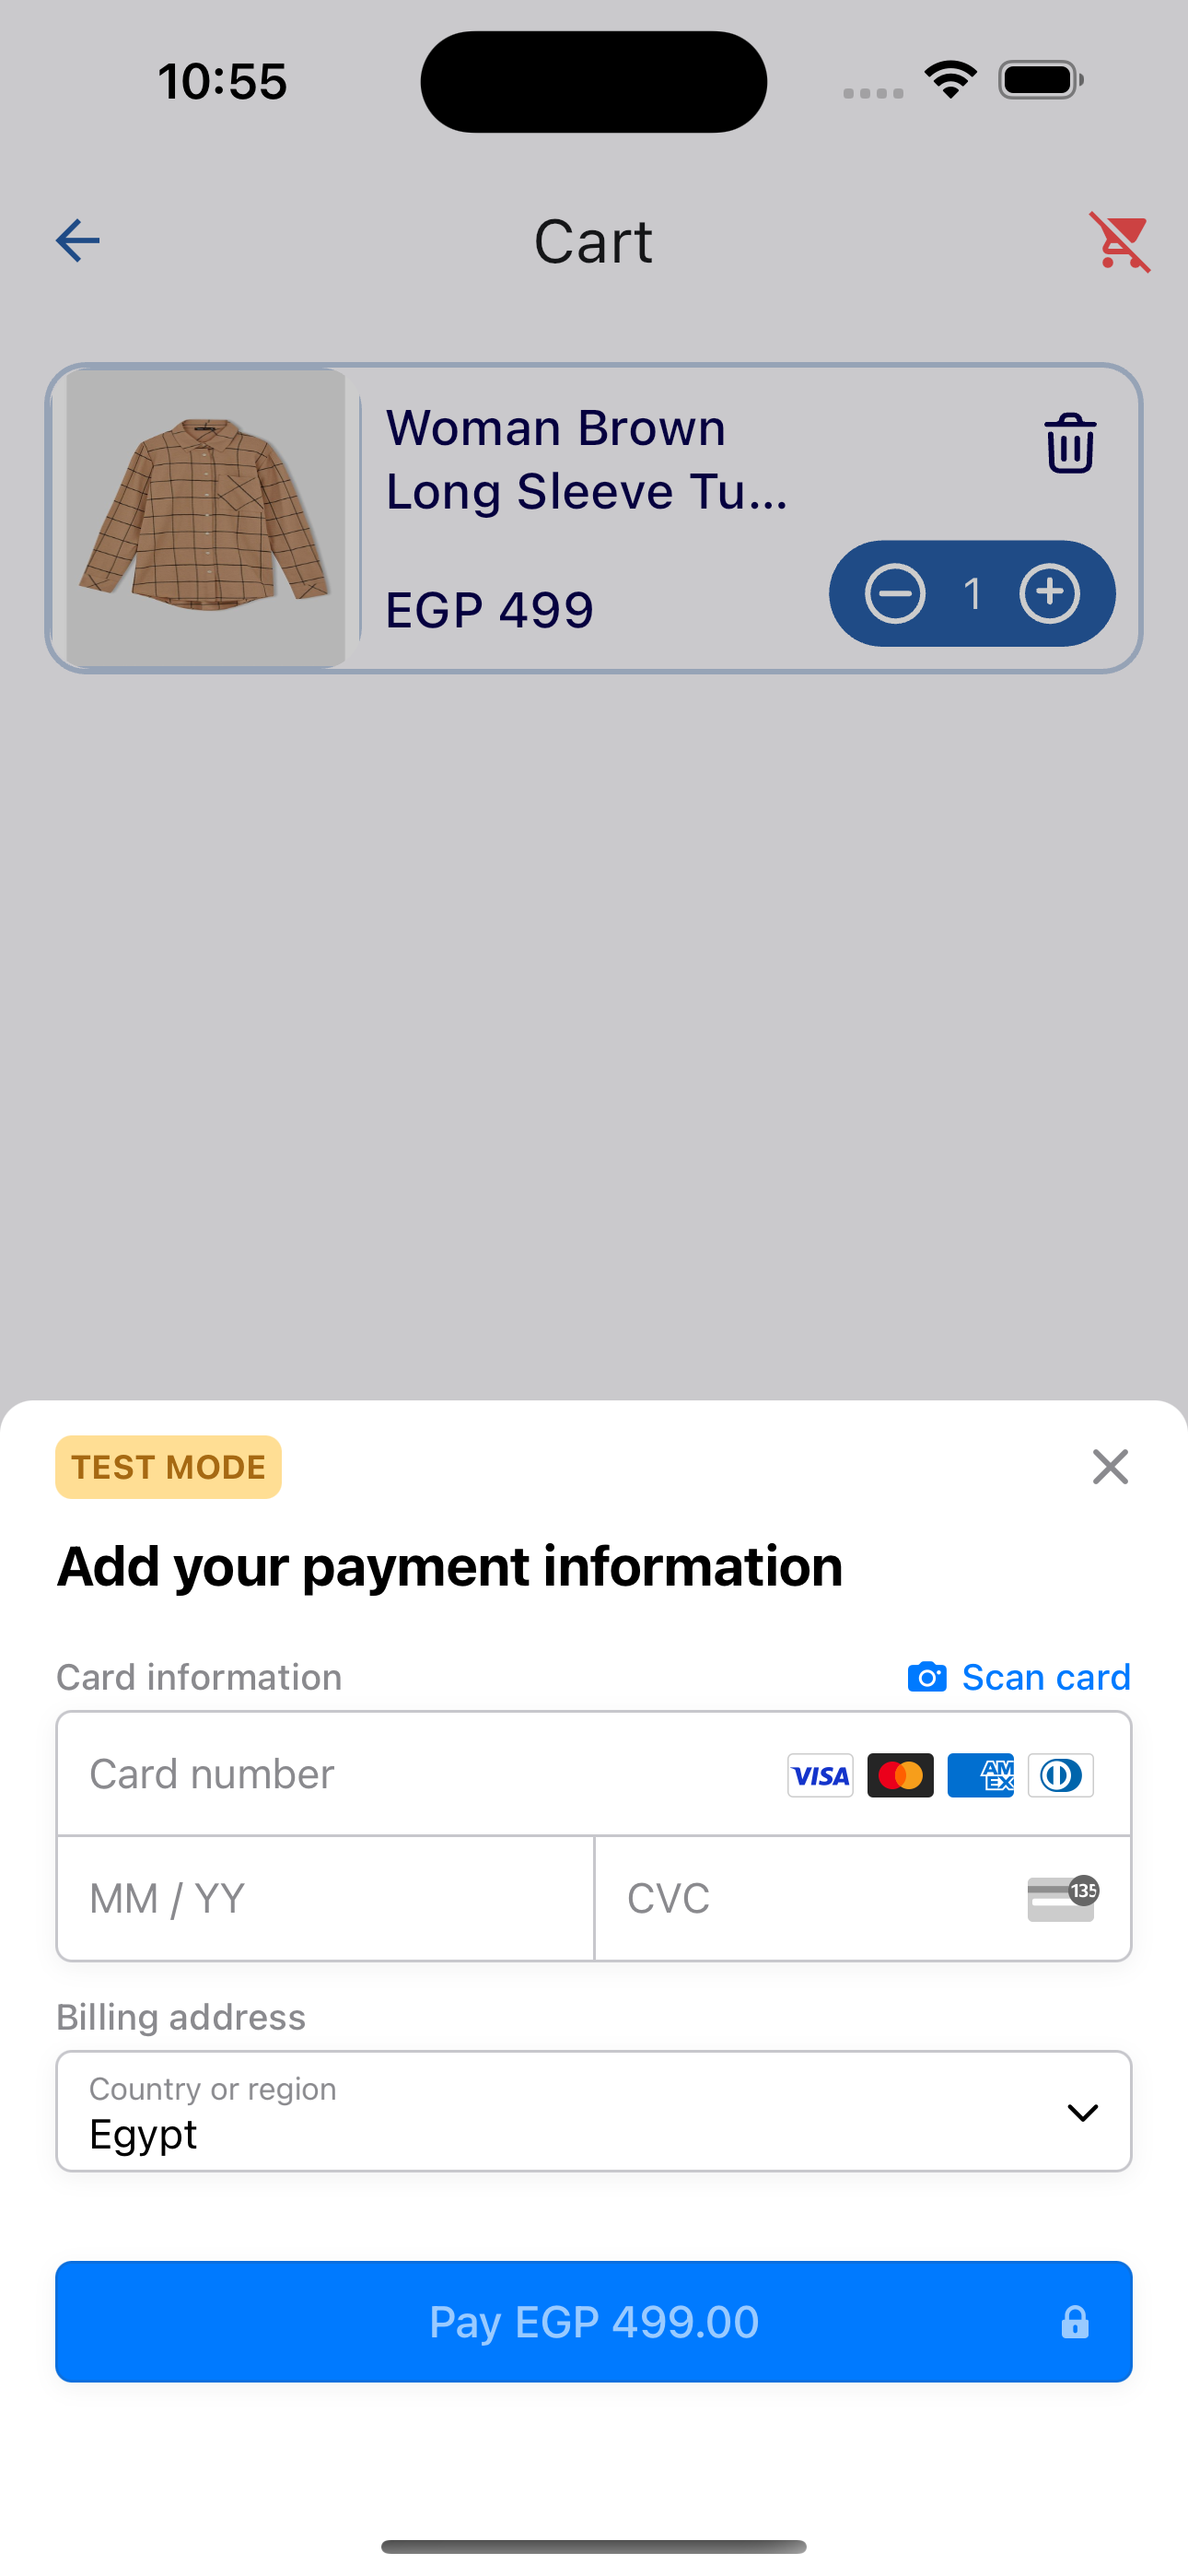 10:55
Cart
Woman Brown
Long Sleeve Tu...
EGP 499
1
TEST MODE
Add your payment information
Card information
Scan card
Card number
VISA
AM
EX
MM / YY
CVC
135
Billing address
Country or region
Egypt
Pay EGP 499.00